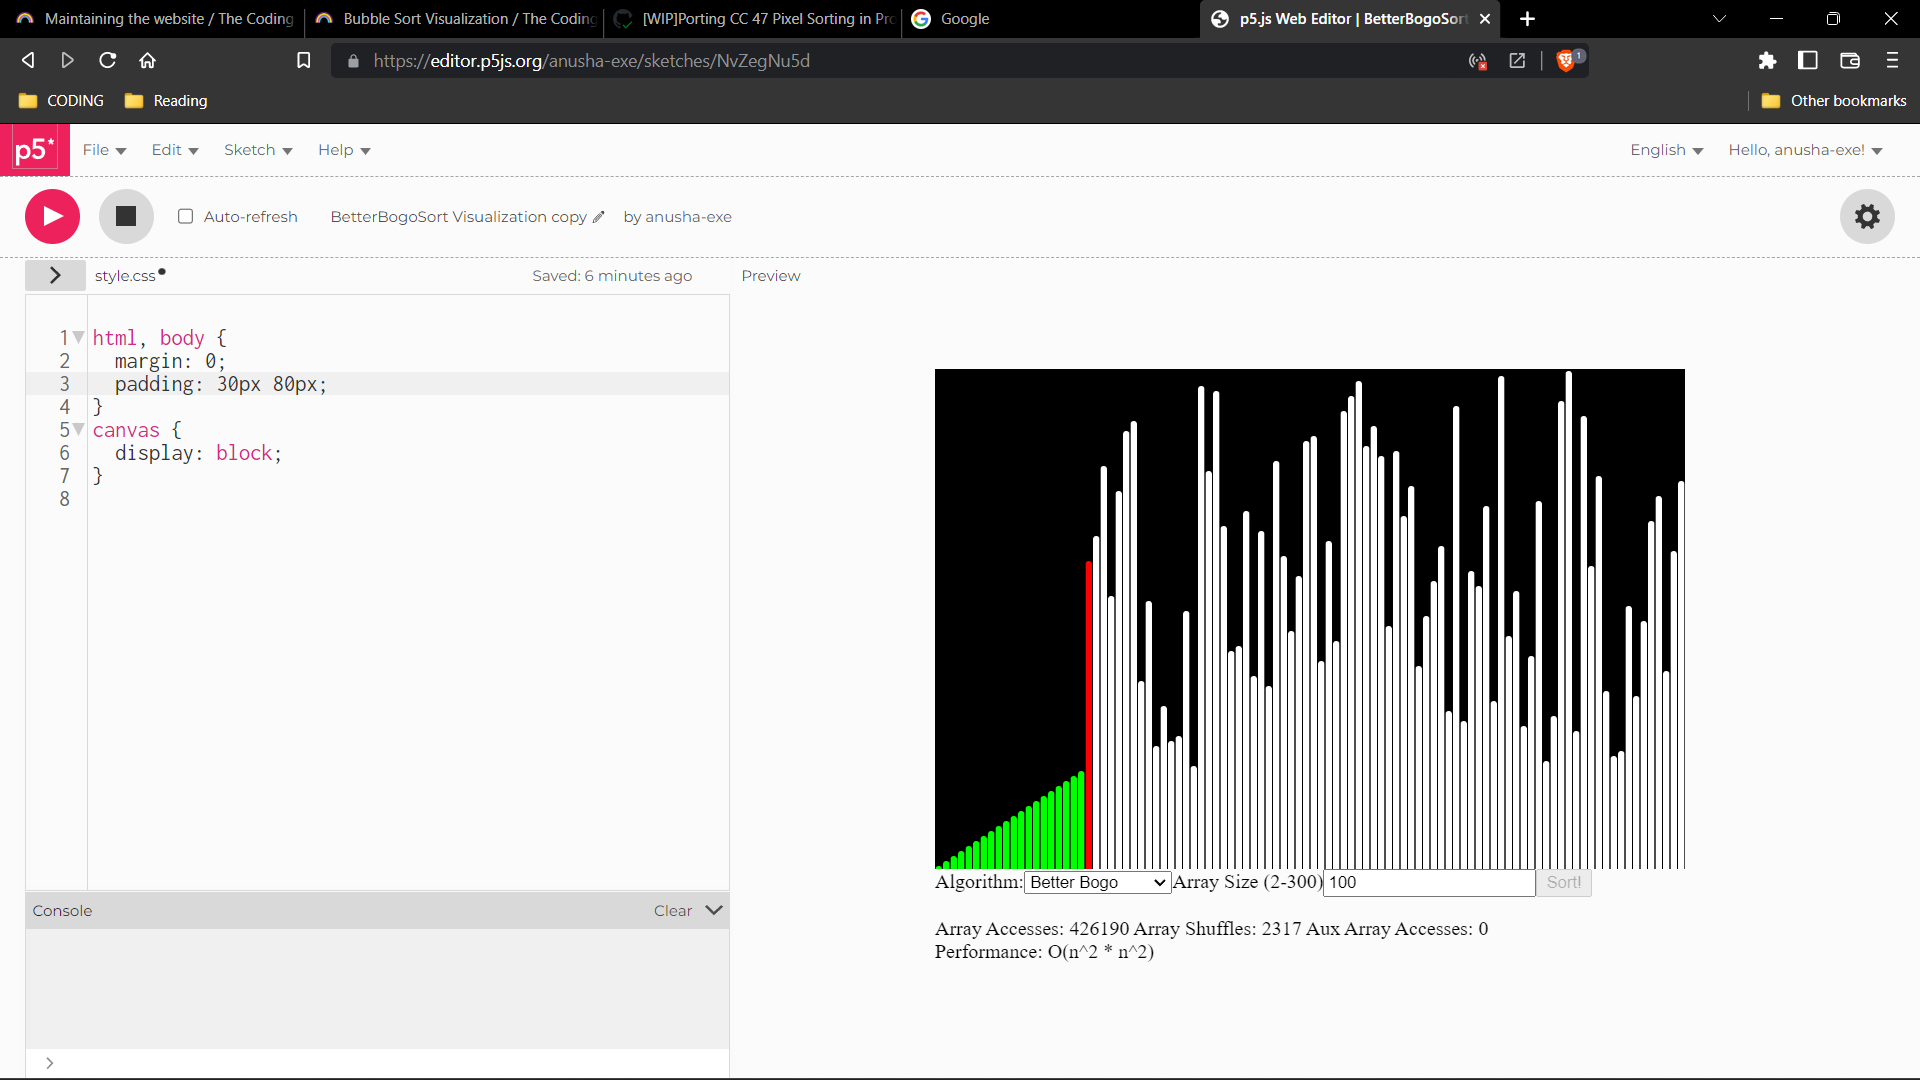 Maintaining the website / The Coding
Bubble Sort Visualization / The Coding
[WIP]Porting CC 47 Pixel Sorting in Pro
Google
p5.js Web Editor | BetterBogoSort
https://editor.p5js.org/anusha-exe/sketches/NvZegNu5d
1
CODING
Reading
Other bookmarks
p5*
File
Edit
Sketch
Help
English
Hello, anusha-exe!
Auto-refresh
BetterBogoSort Visualization copy
by anusha-exe
style.css
Saved: 6 minutes ago
Preview
1 html, body {
2 margin: 0;
3 padding: 30px 80px;
4 }
5 canvas {
6 display: block;
7 }
8
Algorithm: Better Bogo Array Size (2-300) 100 Sort!
Console
Clear
Array Accesses: 426190 Array Shuffles: 2317 Aux Array Accesses: 0
Performance: O(n^2 * n^2)
>